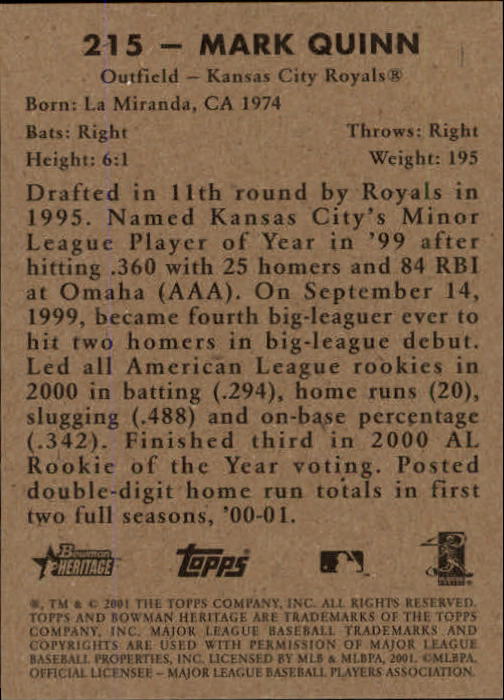 215 – MARK QUINN
Outfield – Kansas City Royals®
Born: La Miranda, CA 1974
Bats: Right Throws: Right
Height: 6:1 Weight: 195
Drafted in 11th round by Royals in
1995. Named Kansas City's Minor
League Player of Year in '99 after
hitting .360 with 25 homers and 84 RBI
at Omaha (AAA). On September 14,
1999, became fourth big-leaguer ever to
hit two homers in big-league debut.
Led all American League rookies in
2000 in batting (.294), home runs (20),
slugging (.488) and on-base percentage
(.342). Finished third in 2000 AL
Rookie of the Year voting. Posted
double-digit home run totals in first
two full seasons, '00-01.
Bowman
HERITAGE
TOPPS
®, TM & © 2001 THE TOPPS COMPANY, INC. ALL RIGHTS RESERVED.
TOPPS AND BOWMAN HERITAGE ARE TRADEMARKS OF THE TOPPS
COMPANY, INC. MAJOR LEAGUE BASEBALL TRADEMARKS AND
COPYRIGHTS ARE USED WITH PERMISSION OF MAJOR LEAGUE
BASEBALL PROPERTIES, INC. LICENSED BY MLB & MLBPA, 2001. ©MLBPA.
OFFICIAL LICENSEE – MAJOR LEAGUE BASEBALL PLAYERS ASSOCIATION.